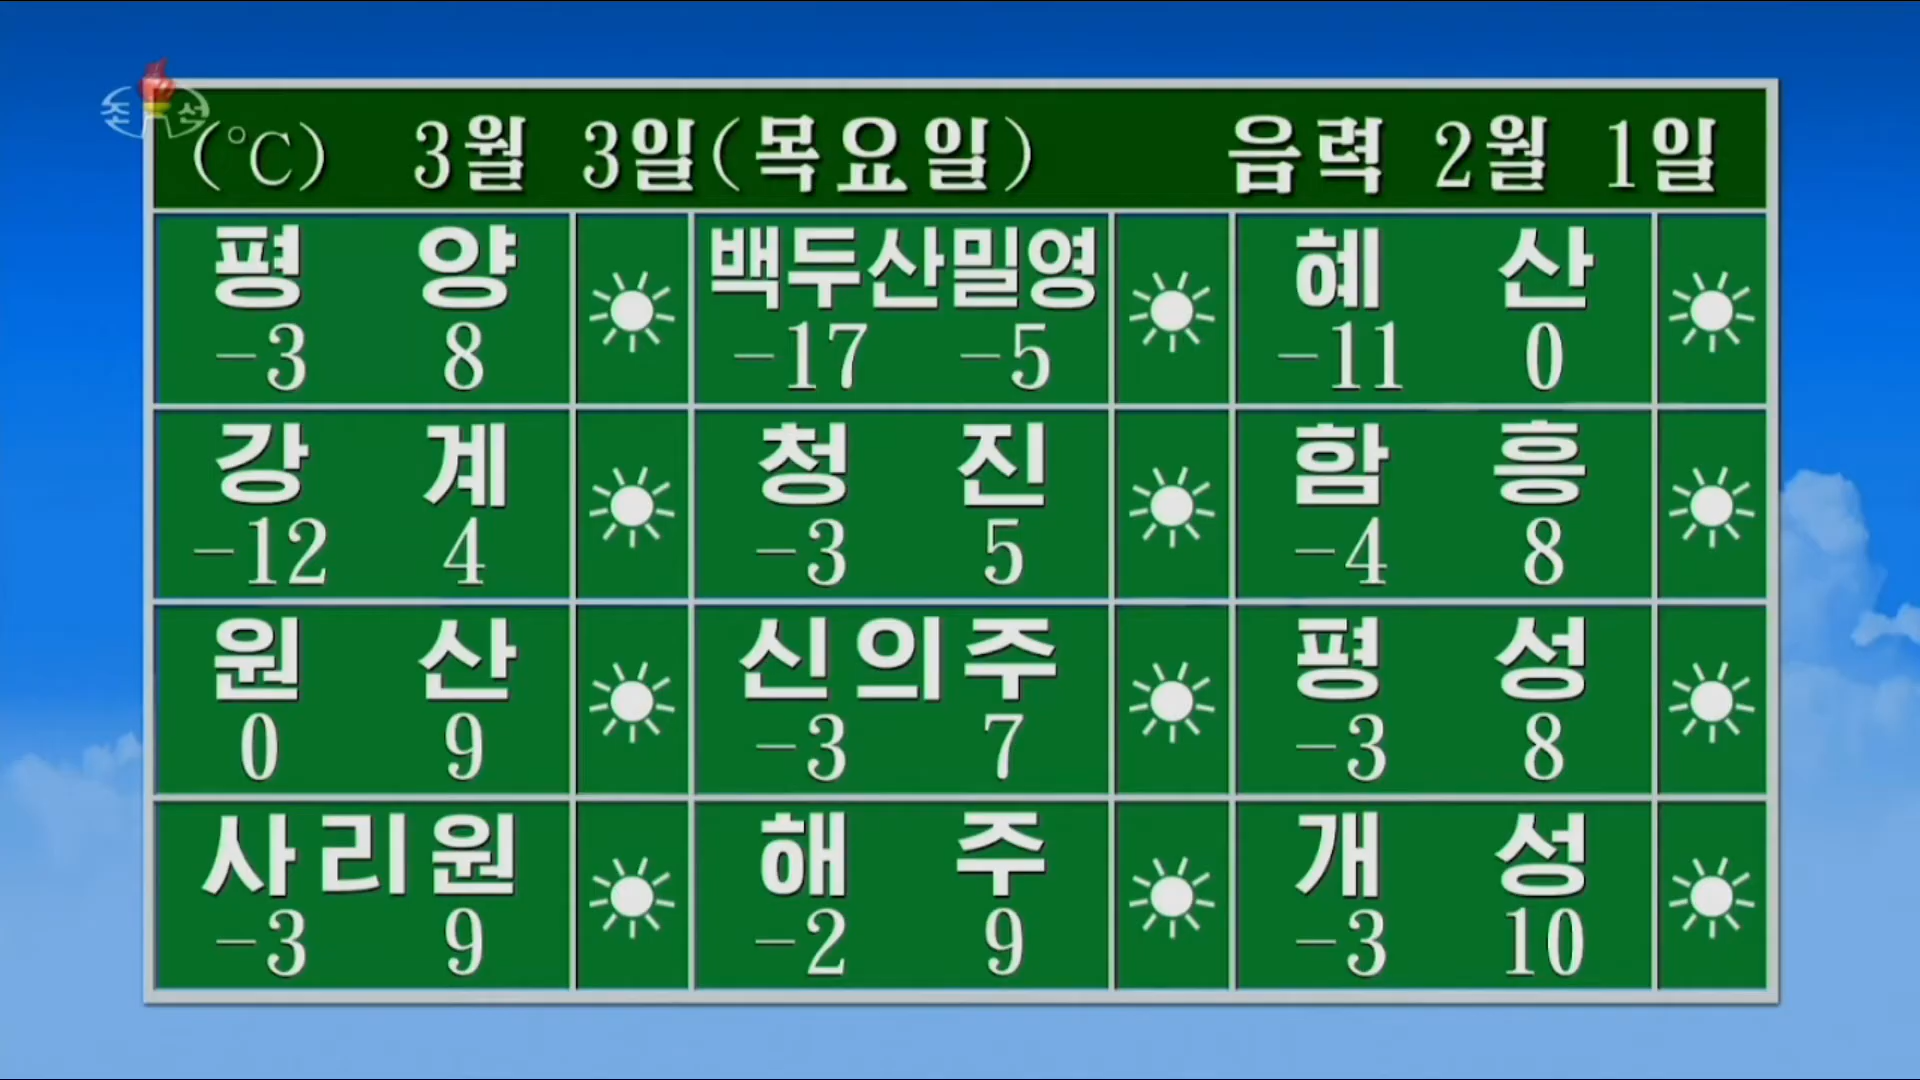 조선
(℃) 3월 3일(목요일) 음력 2월 1일
평양 백두산밀영 혜산
-3 8 -17 -5 -11 0
강계 청진 함흥
-12 4 -3 5 -4 8
원산 신의주 평성
0 9 -3 7 -3 8
사리원 해주 개성
-3 9 -2 9 -3 10